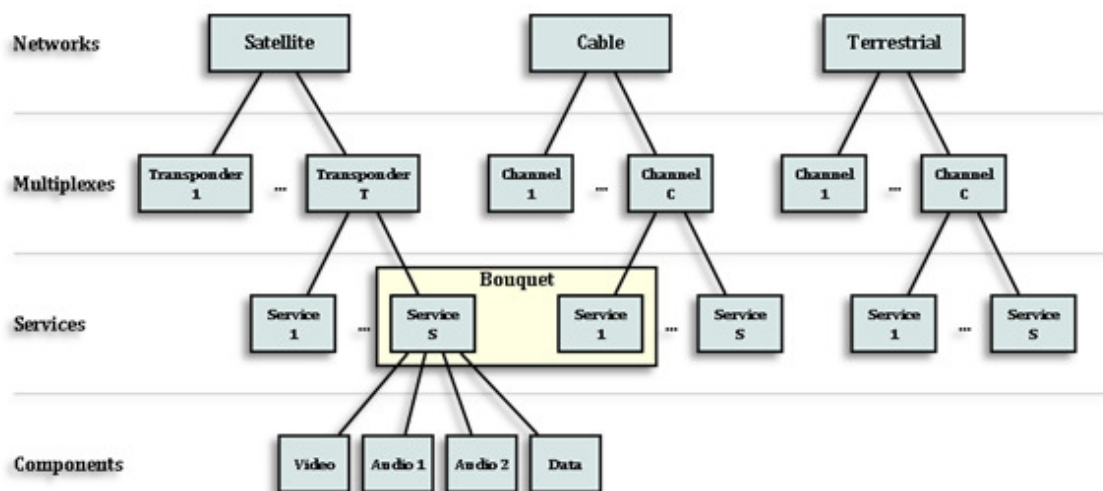 Networks
Satellite
Cable
Terrestrial
Multiplexes
Transponder
1
...
Transponder
T
Channel
1
...
Channel
C
Channel
1
...
Channel
C
Bouquet
Services
Service
1
...
Service
S
Service
1
...
Service
S
Service
1
...
Service
S
Components
Video
Audio 1
Audio 2
Data